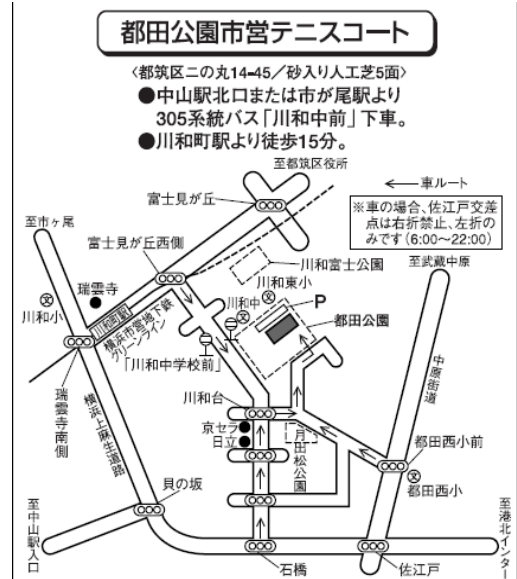 都田公園市営テニスコート
〈都筑区二の丸14-45／砂入り人工芝5面〉
●中山駅北口または市が尾駅より
305系統バス「川和中前」下車。
●川和町駅より徒歩15分。
至都筑区役所
←車ルート
※車の場合、佐江戸交差
点は右折禁止、左折の
みです(6:00〜22:00)
富士見が丘
至市ヶ尾
富士見が丘西側
川和富士公園
至武蔵中原
瑞雲寺
川和東小
文
川和中
文
P
都田公園
文
川和小
川和町駅
横浜市営地下鉄
グリーンライン
「川和中学校前」
中原街道
瑞雲寺南側
横浜上麻生道路
川和台
京セラ
日立
月出松公園
都田西小前
文
都田西小
貝の坂
至中山駅入口
石橋
佐江戸
至港北インター